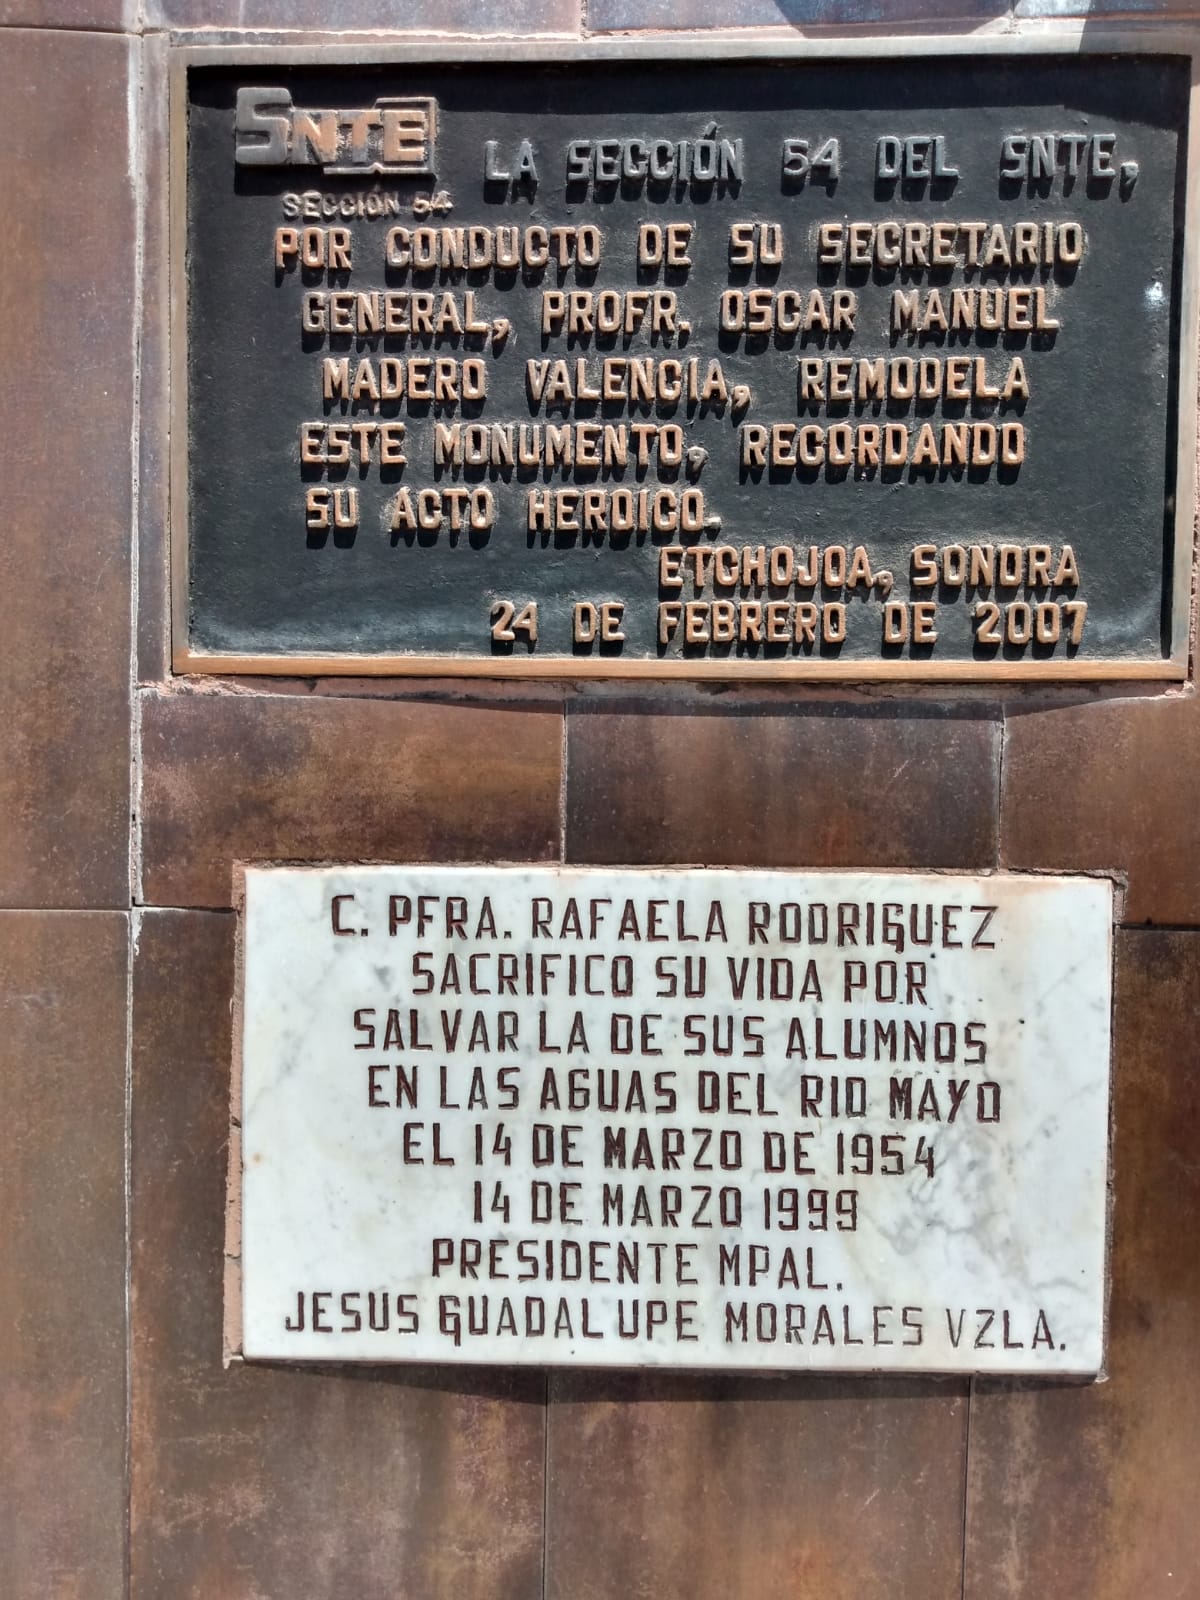 SNTE
SECCIÓN 54
LA SECCIÓN 54 DEL SNTE,
POR CONDUCTO DE SU SECRETARIO
GENERAL, PROFR. OSCAR MANUEL
MADERO VALENCIA, REMODELA
ESTE MONUMENTO, RECORDANDO
SU ACTO HEROICO.
ETCHOJOA, SONORA
24 DE FEBRERO DE 2007
C. PFRA. RAFAELA RODRIGUEZ
SACRIFICO SU VIDA POR
SALVAR LA DE SUS ALUMNOS
EN LAS AGUAS DEL RIO MAYO
EL 14 DE MARZO DE 1954
14 DE MARZO 1999
PRESIDENTE MPAL.
JESUS GUADALUPE MORALES VZLA.